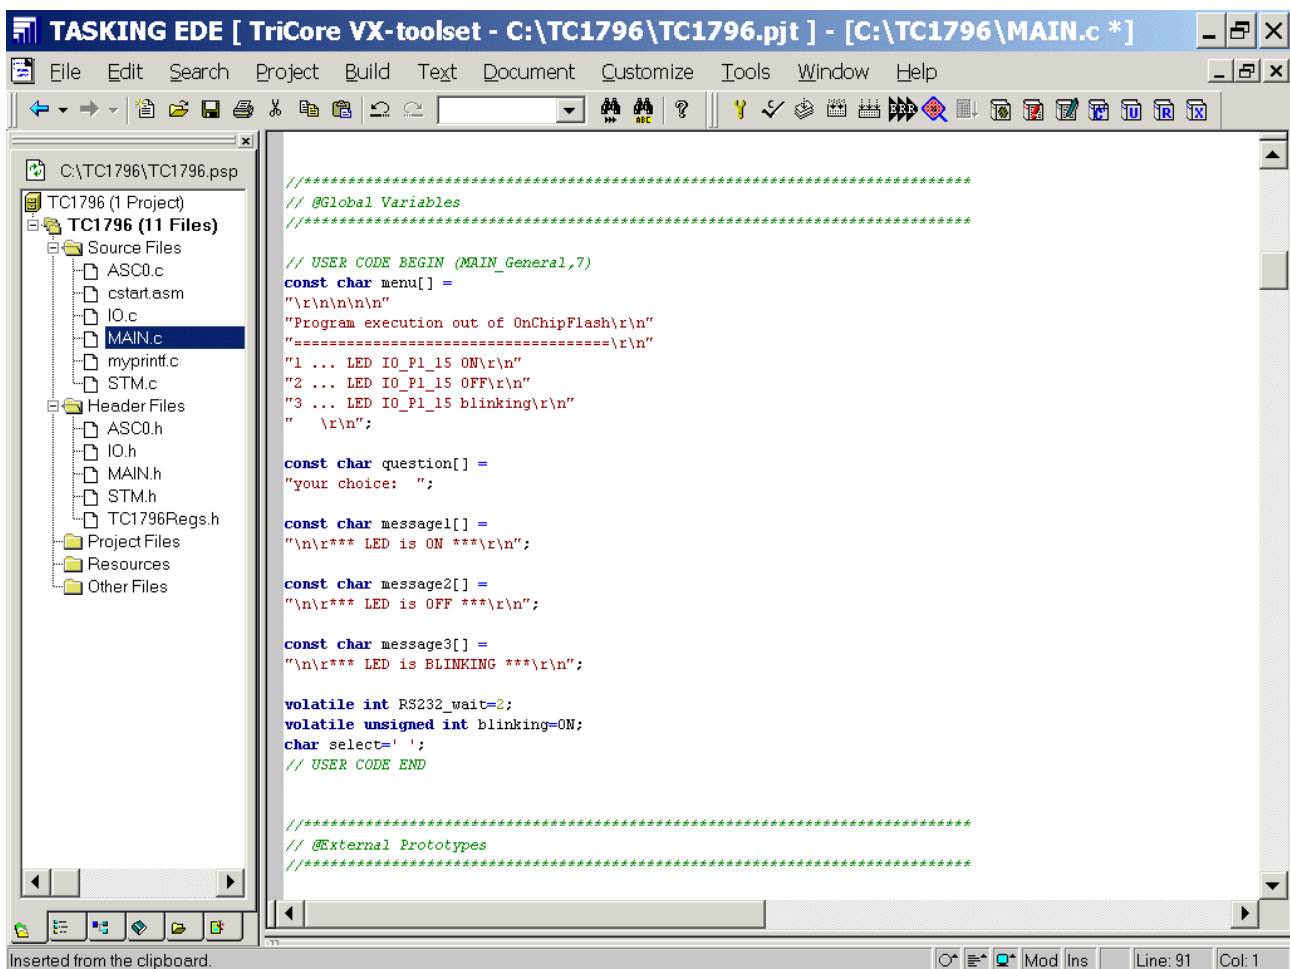 TASKING EDE [ TriCore VX-toolset - C:\TC1796\TC1796.pjt ] - [C:\TC1796\MAIN.c *]
File Edit Search Project Build Text Document Customize Tools Window Help
C:\TC1796\TC1796.psp
TC1796 (1 Project)
TC1796 (11 Files)
Source Files
ASC0.c
cstart.asm
IO.c
MAIN.c
myprintf.c
STM.c
Header Files
ASC0.h
IO.h
MAIN.h
STM.h
TC1796Regs.h
Project Files
Resources
Other Files
//****************************************************************************
// @Global Variables
//****************************************************************************
// USER CODE BEGIN (MAIN_General,7)
const char menu[] =
"\r\n\n\n\n"
"Program execution out of OnChipFlash\r\n"
"====================================\r\n"
"1 ... LED IO_P1_15 ON\r\n"
"2 ... LED IO_P1_15 OFF\r\n"
"3 ... LED IO_P1_15 blinking\r\n"
"   \r\n";
const char question[] =
"your choice:  ";
const char message1[] =
"\n\r*** LED is ON ***\r\n";
const char message2[] =
"\n\r*** LED is OFF ***\r\n";
const char message3[] =
"\n\r*** LED is BLINKING ***\r\n";
volatile int RS232_wait=2;
volatile unsigned int blinking=ON;
char select=' ';
// USER CODE END
//****************************************************************************
// @External Prototypes
//****************************************************************************
Inserted from the clipboard.
Mod Ins Line: 91 Col: 1